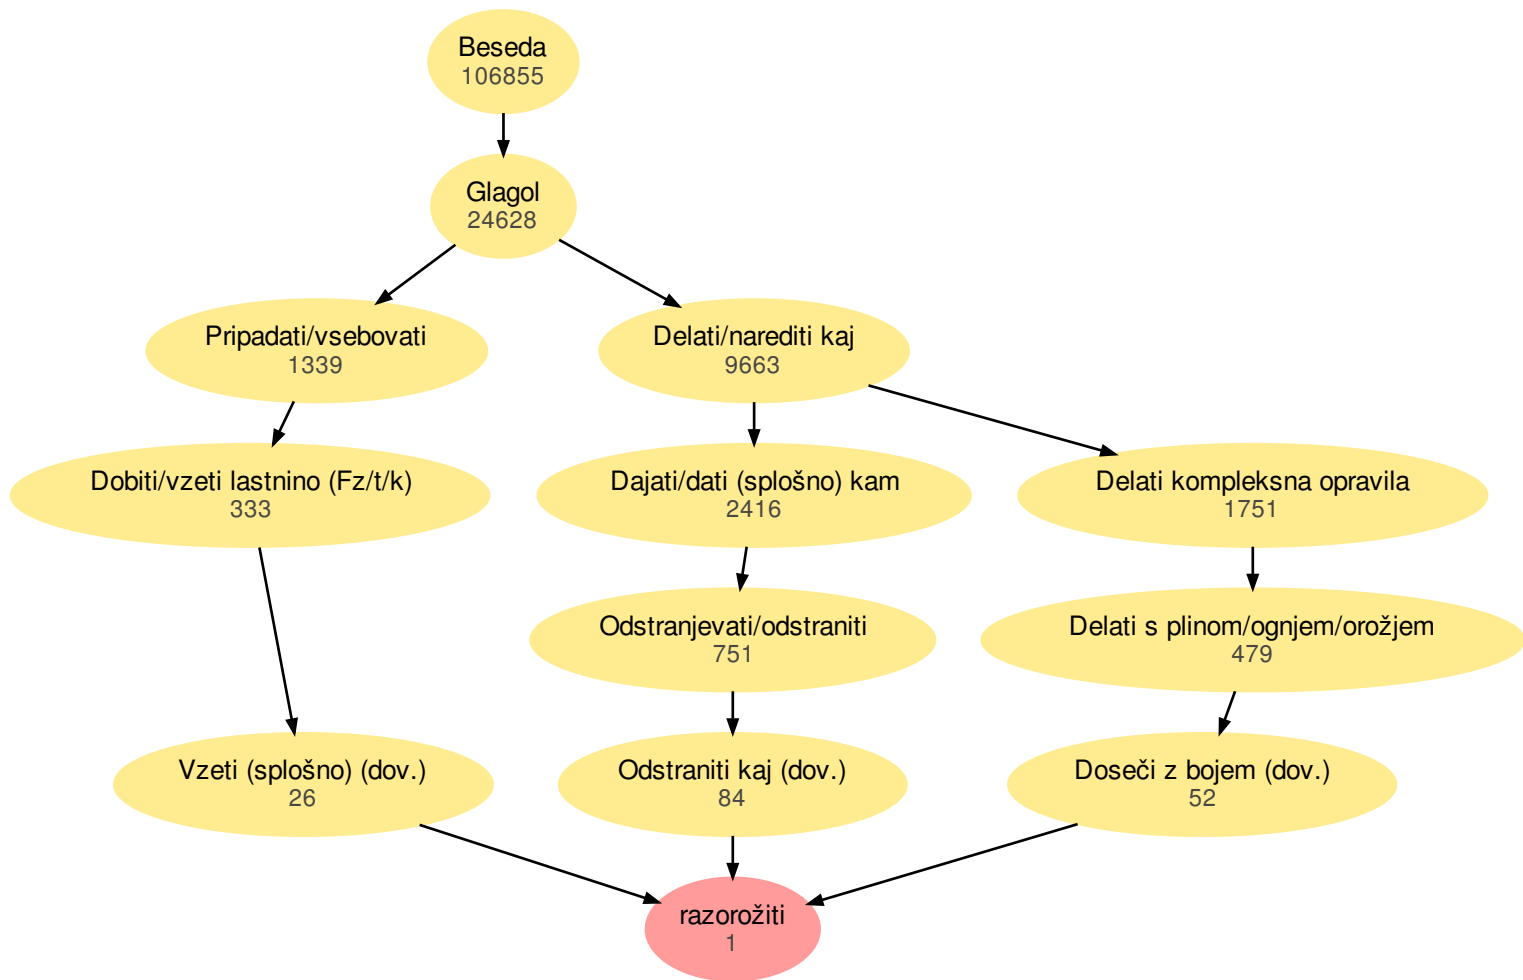 Beseda
106855
Glagol
24628
Pripadati/vsebovati
1339
Delati/narediti kaj
9663
Dobiti/vzeti lastnino (Fz/t/k)
333
Dajati/dati (splošno) kam
2416
Delati kompleksna opravila
1751
Odstranjevati/odstraniti
751
Delati s plinom/ognjem/orožjem
479
Vzeti (splošno) (dov.)
26
Odstraniti kaj (dov.)
84
Doseči z bojem (dov.)
52
razorožiti
1